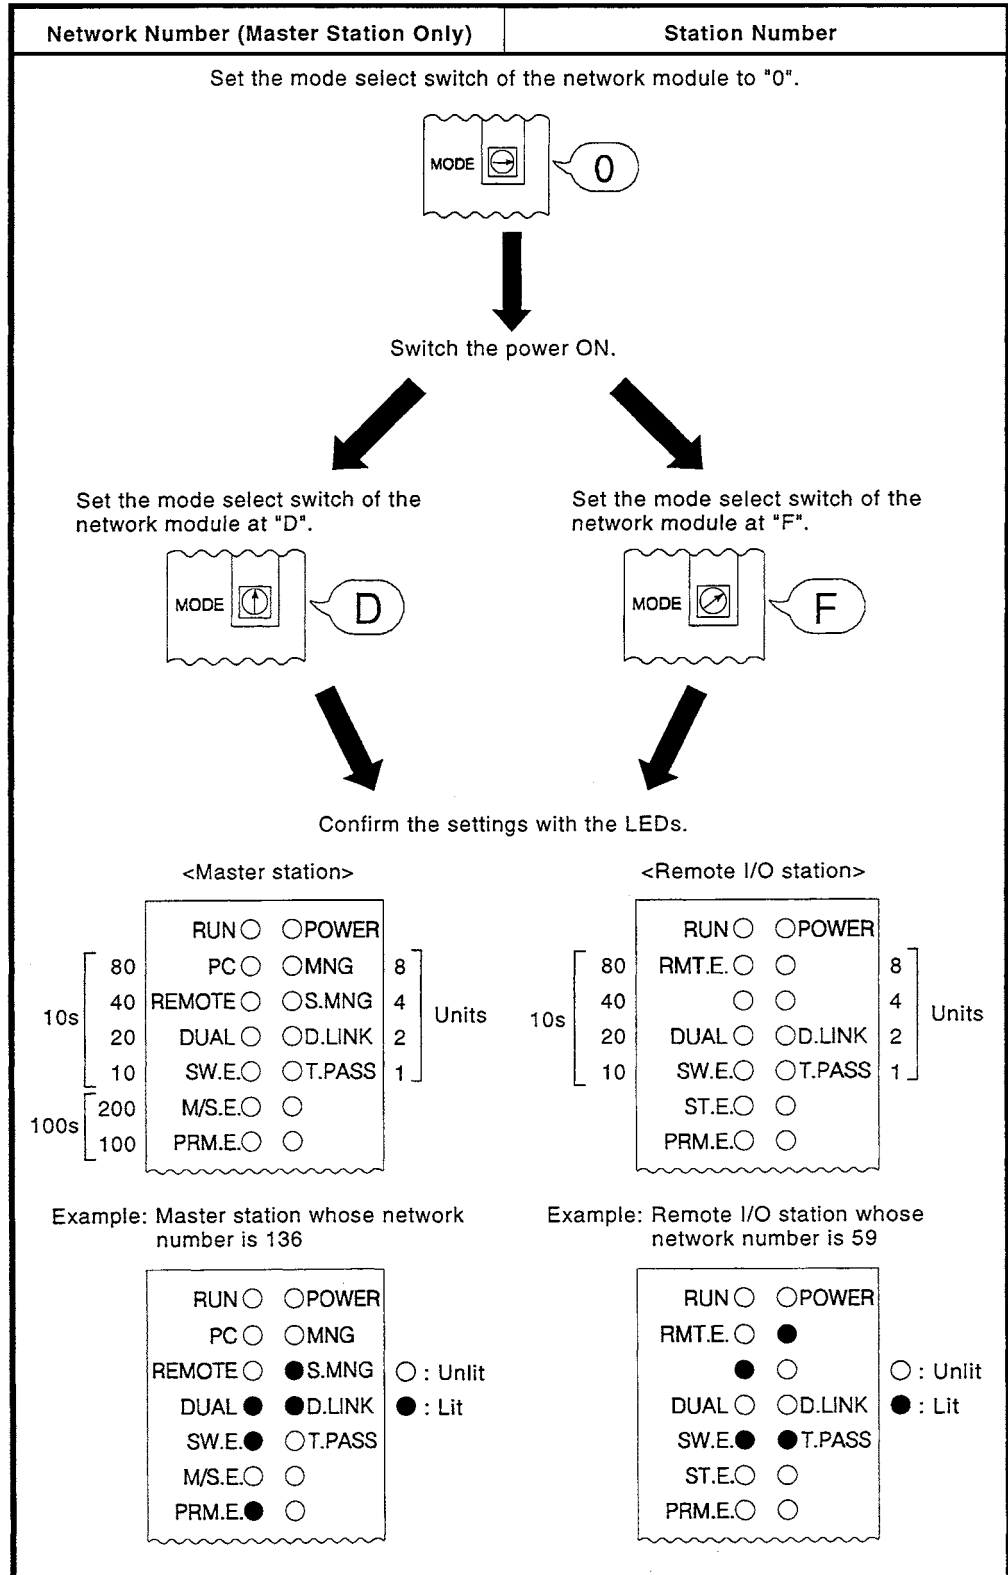 Network Number (Master Station Only) Station Number
Set the mode select switch of the network module to "0".
MODE 0
Switch the power ON.
Set the mode select switch of the
network module at "D".
MODE D
Set the mode select switch of the
network module at "F".
MODE F
Confirm the settings with the LEDs.
<Master station>
RUN POWER
80 PC MNG 8
40 REMOTE S.MNG 4
10s Units
20 DUAL D.LINK 2
10 SW.E. T.PASS 1
200 M/S.E.
100s
100 PRM.E.
<Remote I/O station>
RUN POWER
80 RMT.E. 8
40 4
10s Units
20 DUAL D.LINK 2
10 SW.E. T.PASS 1
ST.E.
PRM.E.
Example: Master station whose network
number is 136
RUN POWER
PC MNG
REMOTE S.MNG : Unlit
DUAL D.LINK : Lit
SW.E. T.PASS
M/S.E.
PRM.E.
Example: Remote I/O station whose
network number is 59
RUN POWER
RMT.E.
: Unlit
DUAL D.LINK : Lit
SW.E. T.PASS
ST.E.
PRM.E.